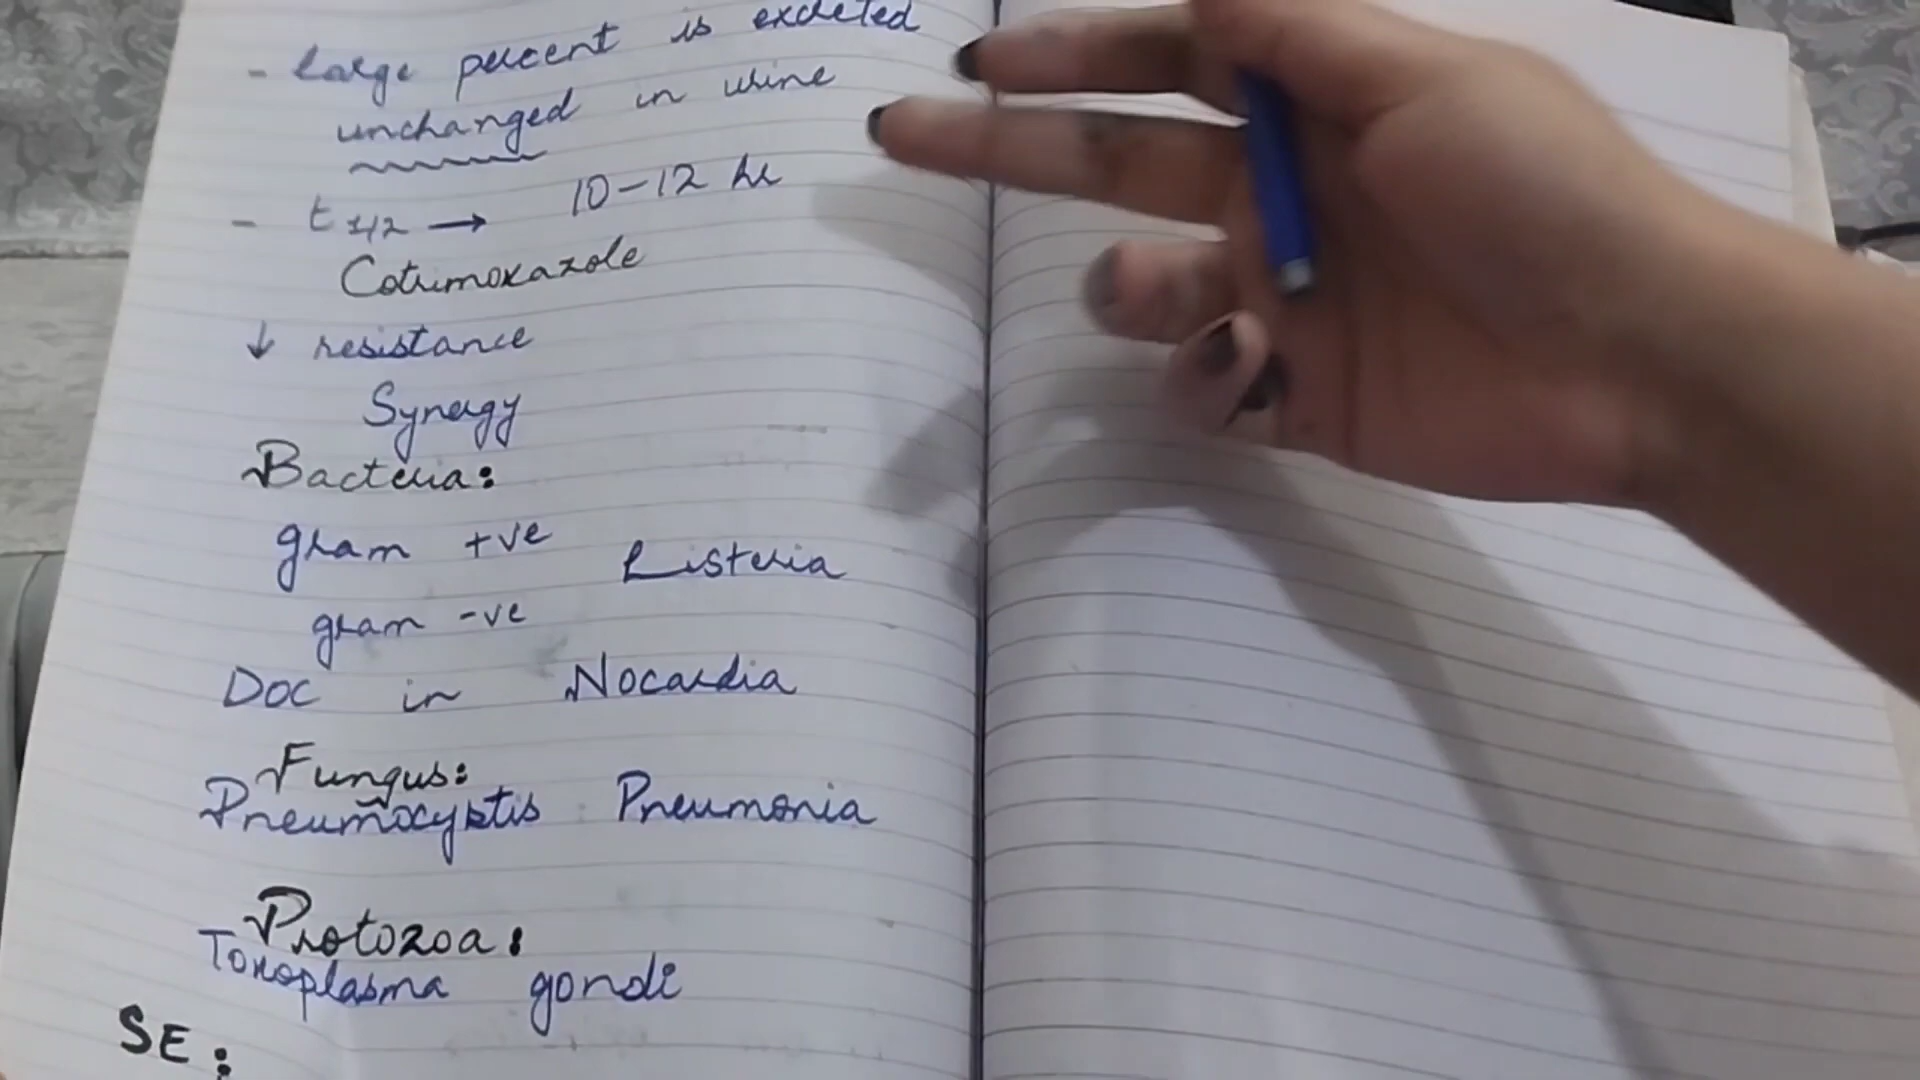 - large percent is excreted
unchanged in urine
- t 1/2 → 10-12 hr
Cotrimoxazole
↓ resistance
Synergy
Bacteria:
gram +ve Listeria
gram -ve
DOC in Nocardia
Fungus:
Pneumocystis Pneumonia
Protozoa:
Toxoplasma gondi
SE: